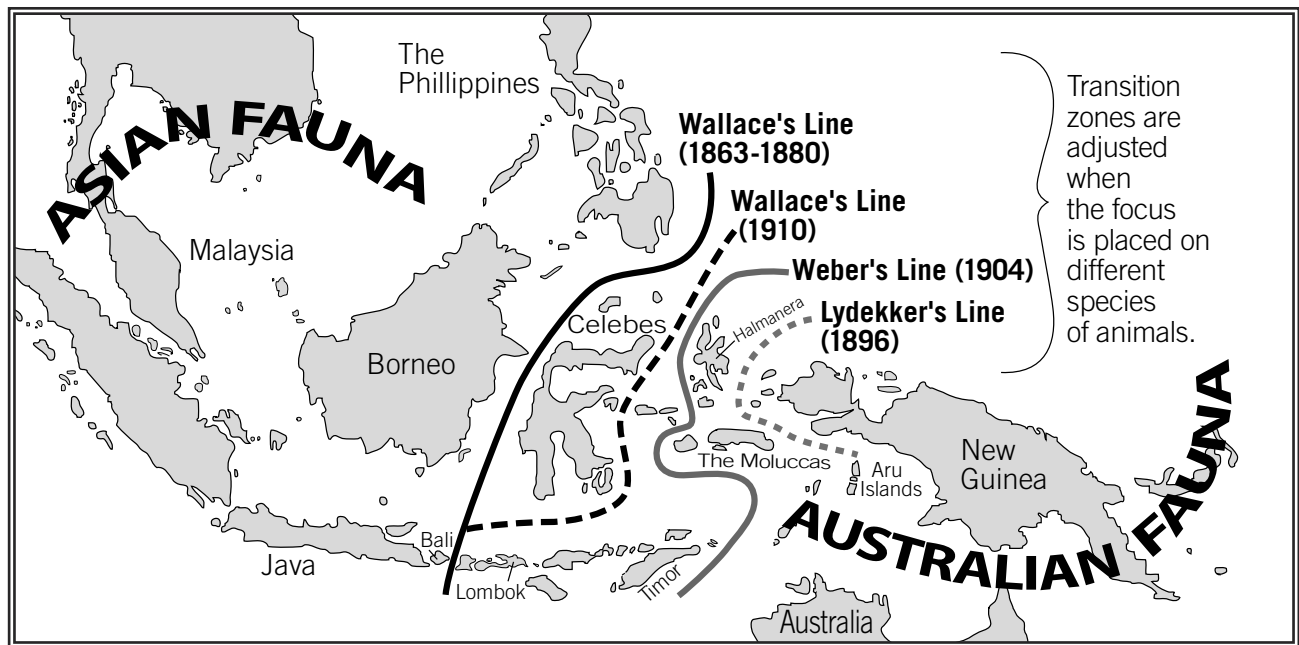 ASIAN FAUNA
The
Phillippines
Wallace's Line
(1863-1880)
Wallace's Line
(1910)
Weber's Line (1904)
Lydekker's Line
(1896)
Transition
zones are
adjusted
when
the focus
is placed on
different
species
of animals.
Malaysia
Borneo
Celebes
Halmanera
The Moluccas
Aru
Islands
New
Guinea
Java
Bali
Lombok
Timor
Australia
AUSTRALIAN FAUNA